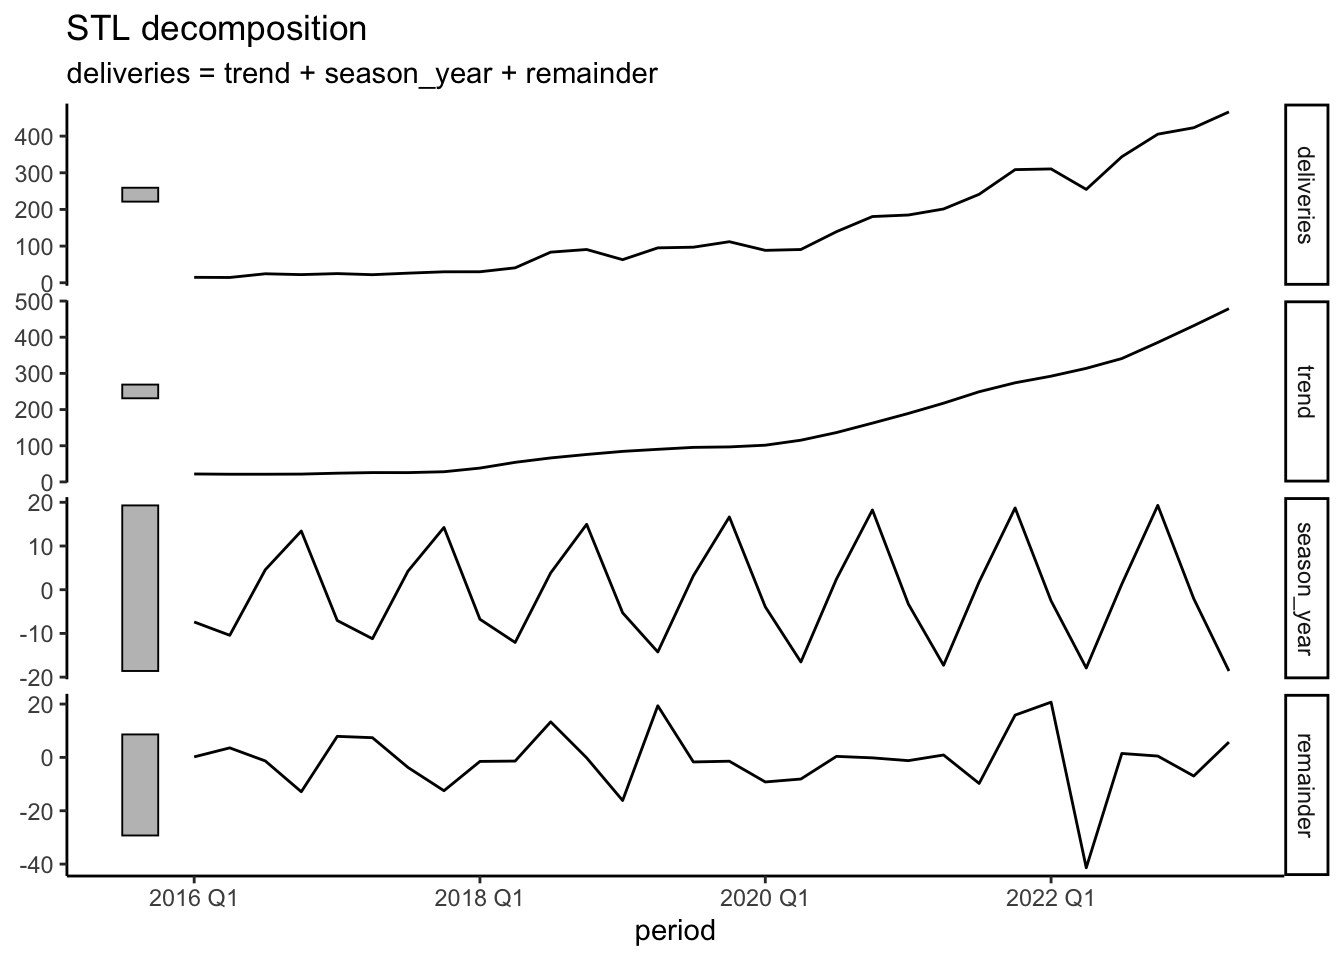 STL decomposition
deliveries = trend + season_year + remainder
400
300
200
100
0
deliveries
500
400
300
200
100
0
trend
20
10
0
-10
-20
season_year
20
0
-20
-40
remainder
2016 Q1 2018 Q1 2020 Q1 2022 Q1
period